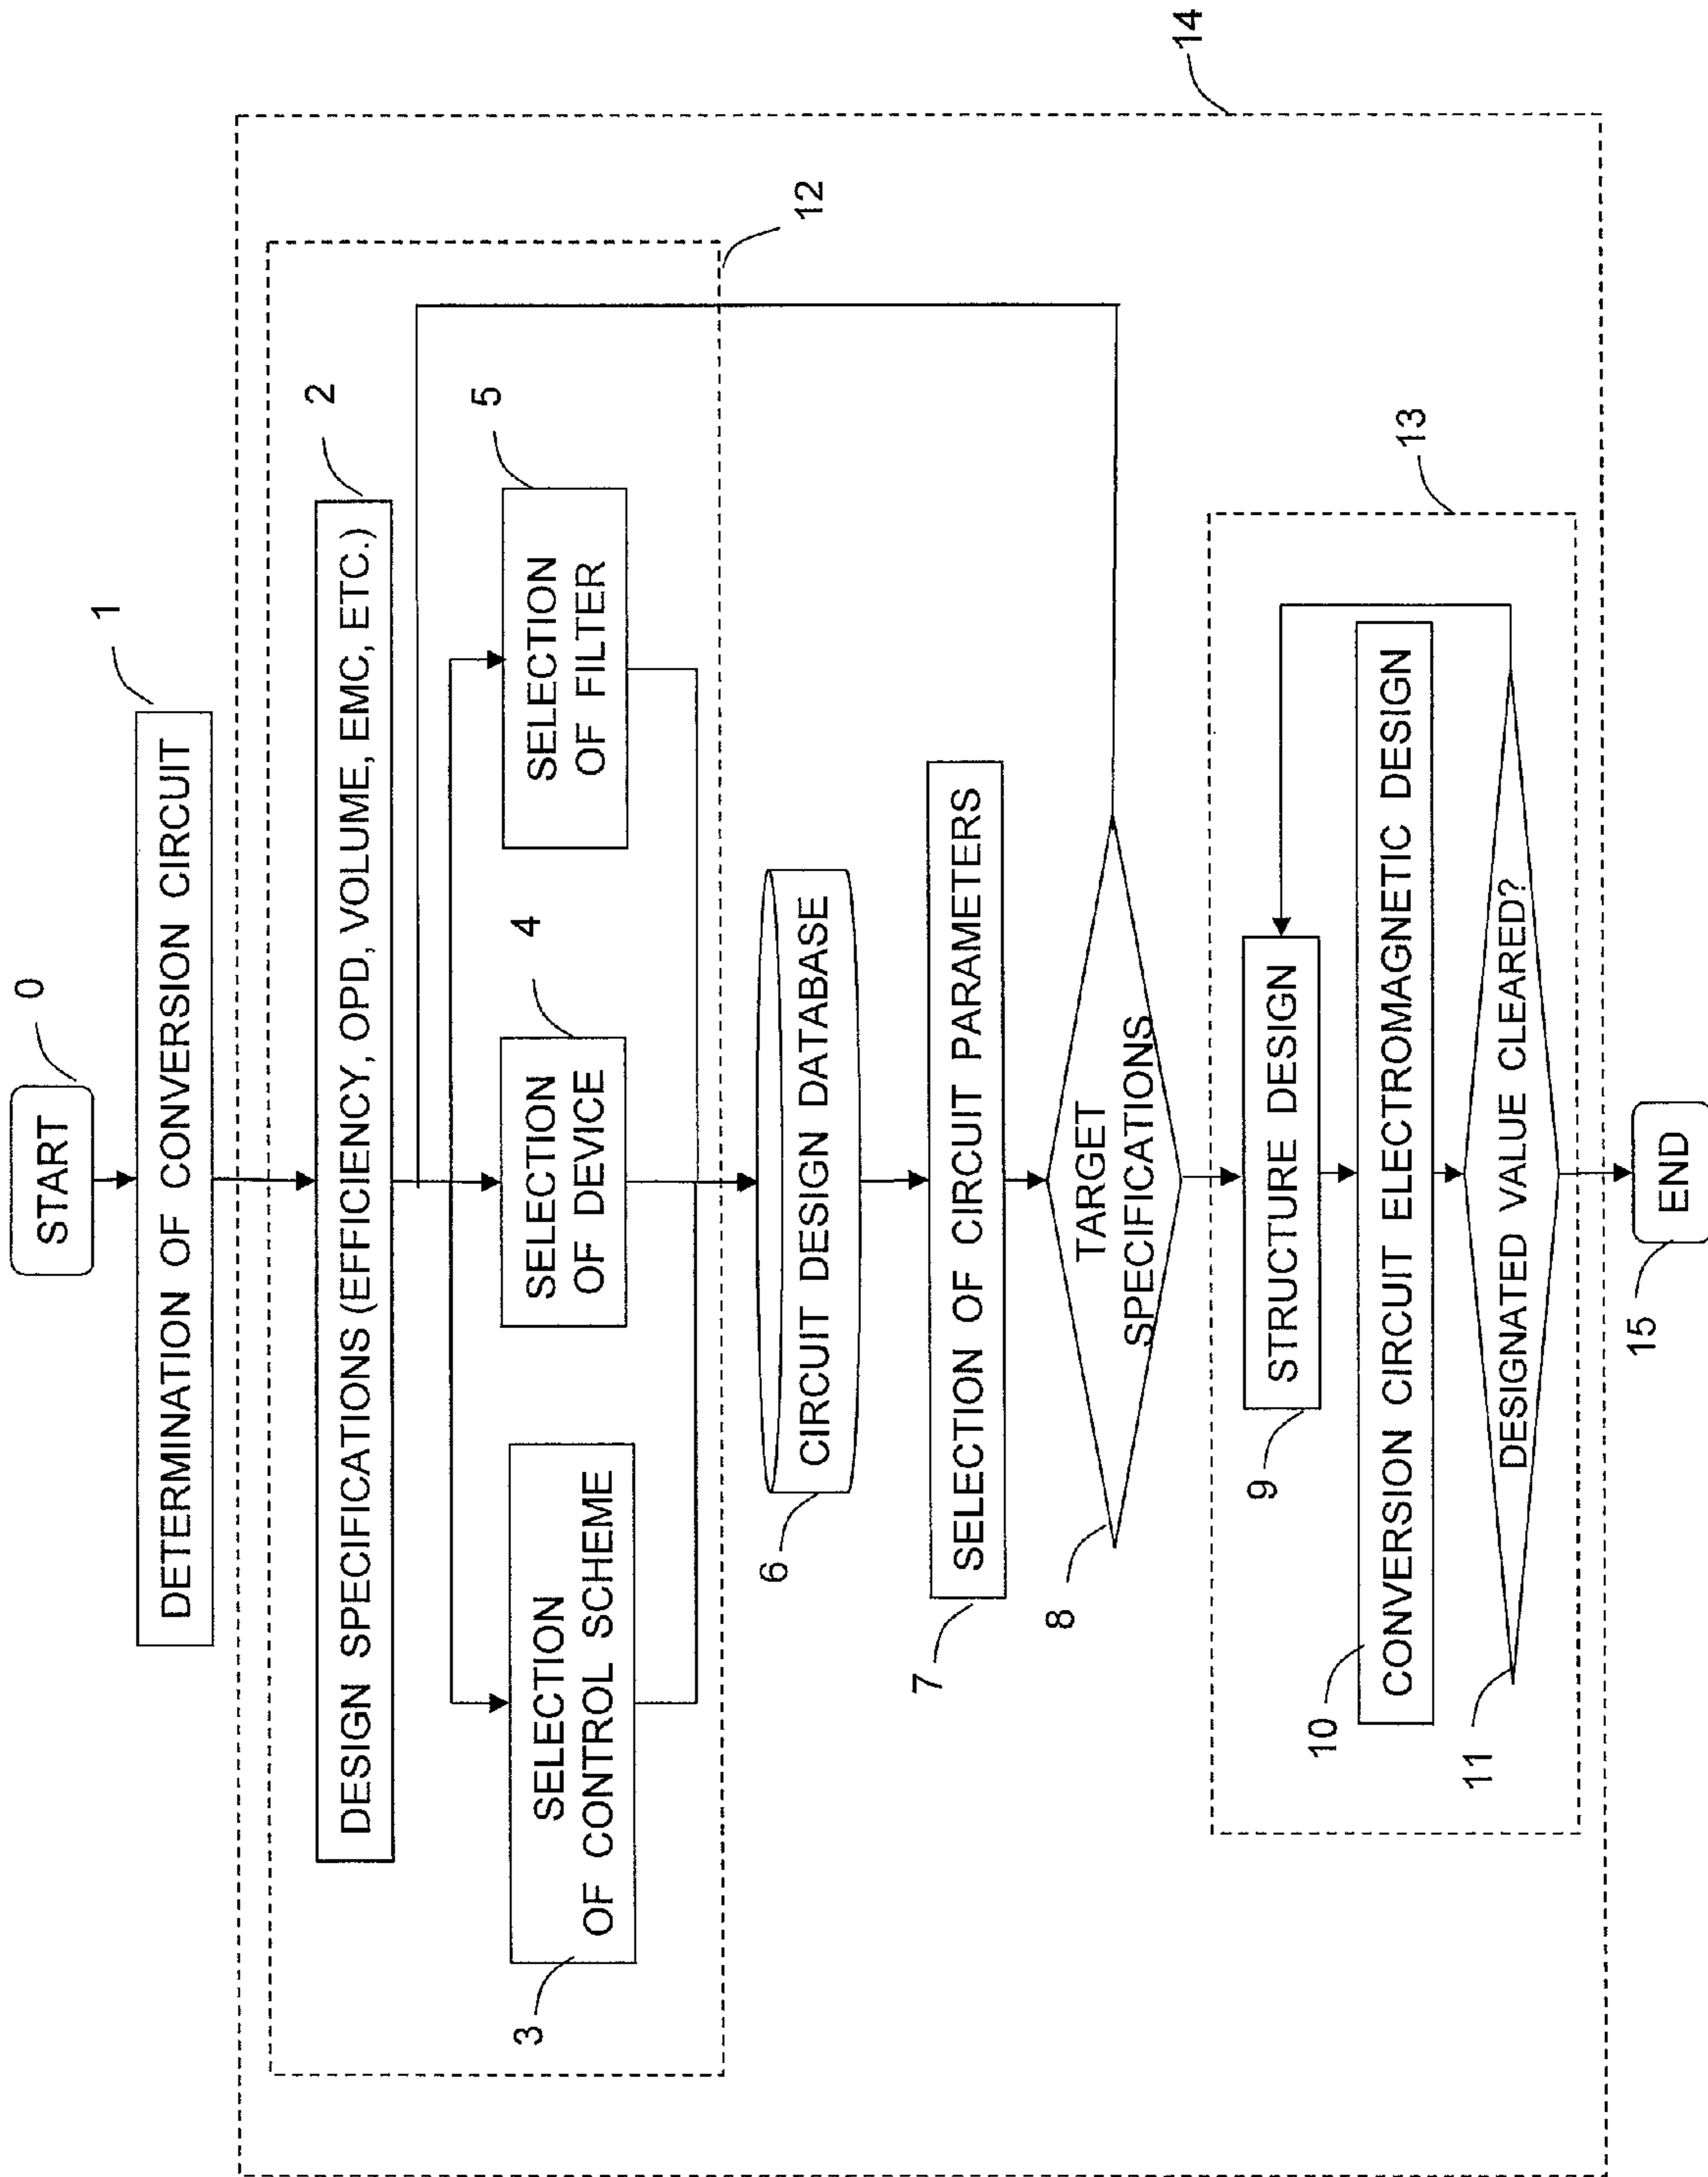 START
0
DETERMINATION OF CONVERSION CIRCUIT
1
14
DESIGN SPECIFICATIONS (EFFICIENCY, OPD, VOLUME, EMC, ETC.)
2
12
3
SELECTION
OF CONTROL SCHEME
SELECTION
OF DEVICE
4
SELECTION
OF FILTER
5
6
CIRCUIT DESIGN DATABASE
7
SELECTION OF CIRCUIT PARAMETERS
8
TARGET
SPECIFICATIONS
13
9
STRUCTURE DESIGN
10
CONVERSION CIRCUIT ELECTROMAGNETIC DESIGN
11
DESIGNATED VALUE CLEARED?
15
END